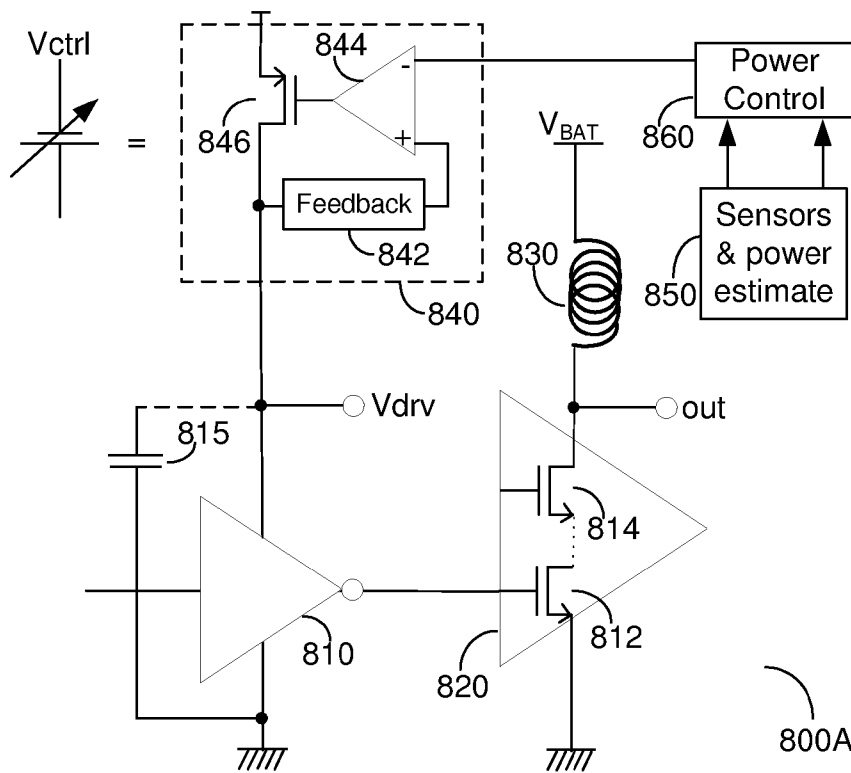 Vctrl
=
844
-
+
846
Feedback
842
840
Power
Control
860
VBAT
830
Sensors
& power
estimate
850
Vdrv
815
out
814
812
810
820
800A